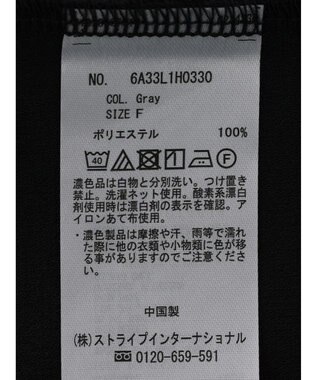 NO. 6A33L1H0330
COL. Gray
SIZE F
ポリエステル 100%
40 F
濃色品は白物と分別洗い。つけ置き
禁止。洗濯ネット使用。酸素系漂白
剤使用時は漂白剤の表示を確認。ア
イロンあて布使用。
・濃色製品は摩擦や汗、雨等で濡れ
た際に他の衣類や小物類に色が移
る事がありますのでご注意くださ
い。
中国製
(株)ストライプインターナショナル
0120-659-591